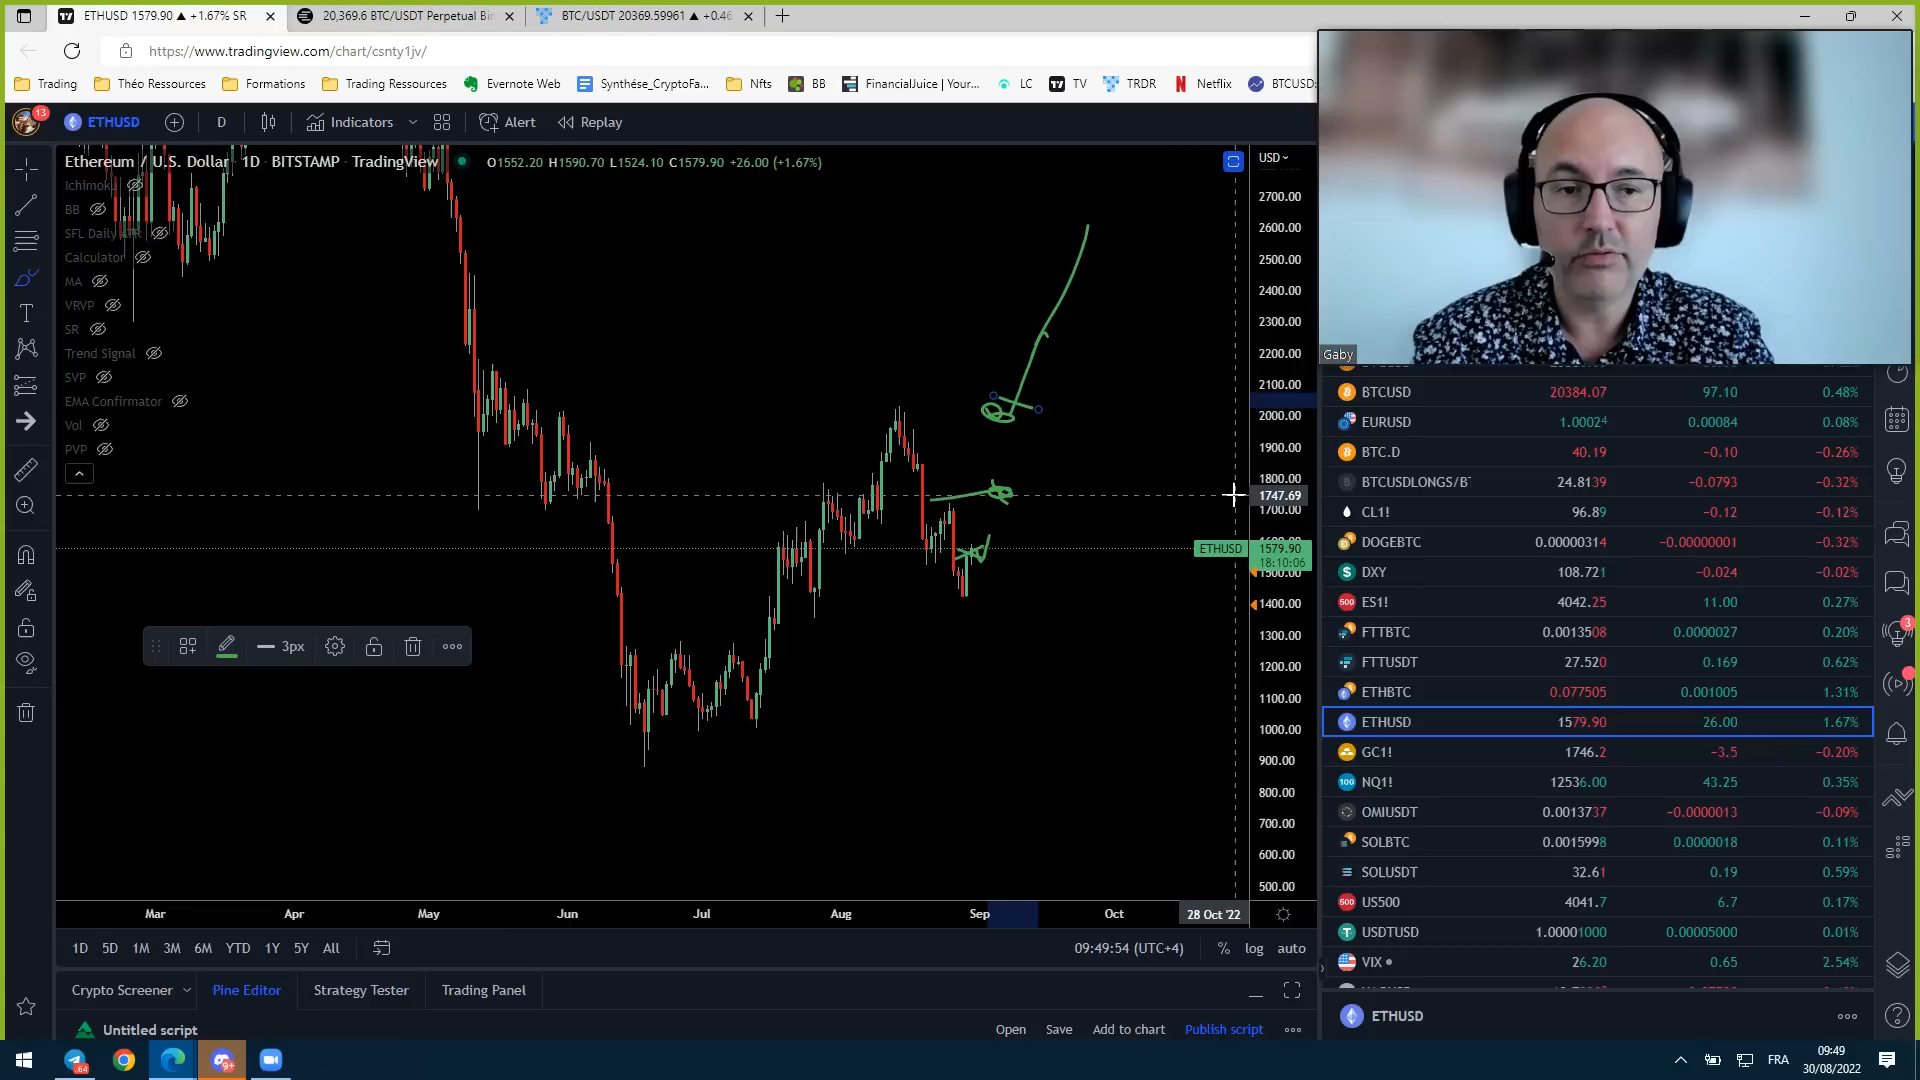 ETHUSD 1579.90 ▲ +1.67% SR
20,369.6 BTC/USDT Perpetual Bi
BTC/USDT 20369.59961 ▲ +0.46
https://www.tradingview.com/chart/csnty1jv/
Trading
Théo Ressources
Formations
Trading Ressources
Evernote Web
Synthése_CryptoFa...
Nfts
BB
FinancialJuice | Your...
LC
TV
TRDR
Netflix
BTCUSD:
13
ETHUSD
D
Indicators
Alert
Replay
Ethereum / U.S. Dollar · 1D · BITSTAMP · TradingView
O1552.20 H1590.70 L1524.10 C1579.90 +26.00 (+1.67%)
USD
Ichimoku
BB
SFL Daily ATR
Calculator
MA
VRVP
SR
Trend Signal
SVP
EMA Confirmator
Vol
PVP
3px
2700.00
2600.00
2500.00
2400.00
2300.00
2200.00
2100.00
2000.00
1900.00
1800.00
1747.69
1700.00
ETHUSD 1579.90
18:10:06
1500.00
1400.00
1300.00
1200.00
1100.00
1000.00
900.00
800.00
700.00
600.00
500.00
Mar Apr May Jun Jul Aug Sep Oct 28 Oct '22
1D 5D 1M 3M 6M YTD 1Y 5Y All
09:49:54 (UTC+4) % log auto
Crypto Screener Pine Editor Strategy Tester Trading Panel
Untitled script
Open Save Add to chart Publish script
Gaby
BTCUSD 20384.07 97.10 0.48%
EURUSD 1.00024 0.00084 0.08%
BTC.D 40.19 −0.10 −0.26%
BTCUSDLONGS/BT 24.8139 −0.0793 −0.32%
CL1! 96.89 −0.12 −0.12%
DOGEBTC 0.00000314 −0.00000001 −0.32%
DXY 108.721 −0.024 −0.02%
ES1! 4042.25 11.00 0.27%
FTTBTC 0.0013508 0.0000027 0.20%
FTTUSDT 27.520 0.169 0.62%
ETHBTC 0.077505 0.001005 1.31%
ETHUSD 1579.90 26.00 1.67%
GC1! 1746.2 −3.5 −0.20%
NQ1! 12536.00 43.25 0.35%
OMIUSDT 0.0013737 −0.0000013 −0.09%
SOLBTC 0.0015998 0.0000018 0.11%
SOLUSDT 32.61 0.19 0.59%
US500 4041.7 6.7 0.17%
USDTUSD 1.00001000 0.00005000 0.01%
VIX 26.20 0.65 2.54%
ETHUSD
3
64
9+
FRA
09:49
30/08/2022